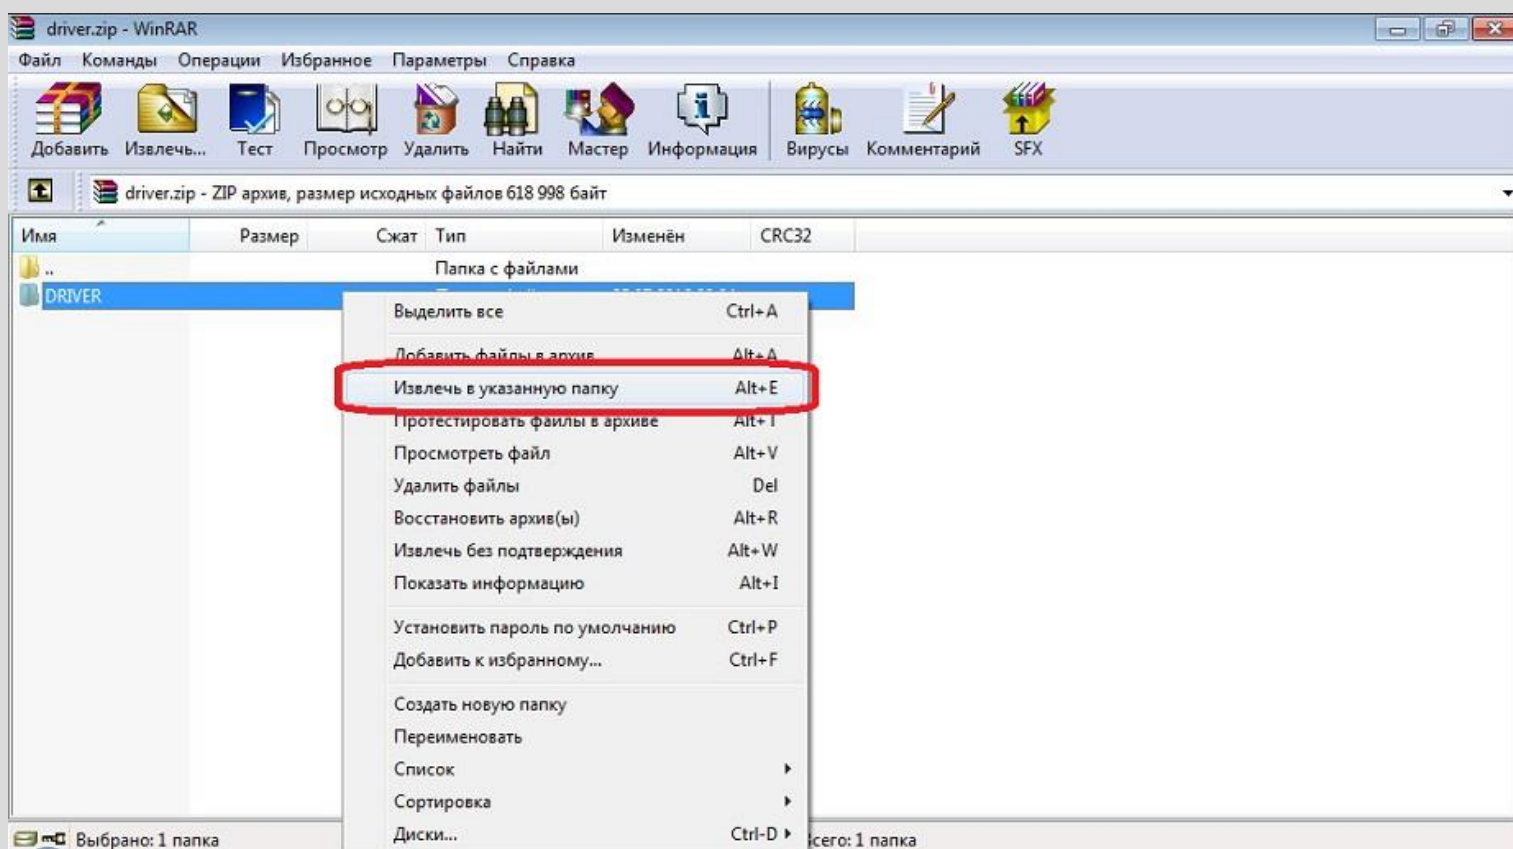 driver.zip - WinRAR
Файл Команды Операции Избранное Параметры Справка
Добавить Извлечь... Тест Просмотр Удалить Найти Мастер Информация Вирусы Комментарий SFX
driver.zip - ZIP архив, размер исходных файлов 618 998 байт
Имя Размер Сжат Тип Изменён CRC32
.. Папка с файлами
DRIVER
Выделить все Ctrl+A
Добавить файлы в архив Alt+A
Извлечь в указанную папку Alt+E
Протестировать файлы в архиве Alt+T
Просмотреть файл Alt+V
Удалить файлы Del
Восстановить архив(ы) Alt+R
Извлечь без подтверждения Alt+W
Показать информацию Alt+I
Установить пароль по умолчанию Ctrl+P
Добавить к избранному... Ctrl+F
Создать новую папку
Переименовать
Список
Сортировка
Диски... Ctrl-D
Выбрано: 1 папка Всего: 1 папка